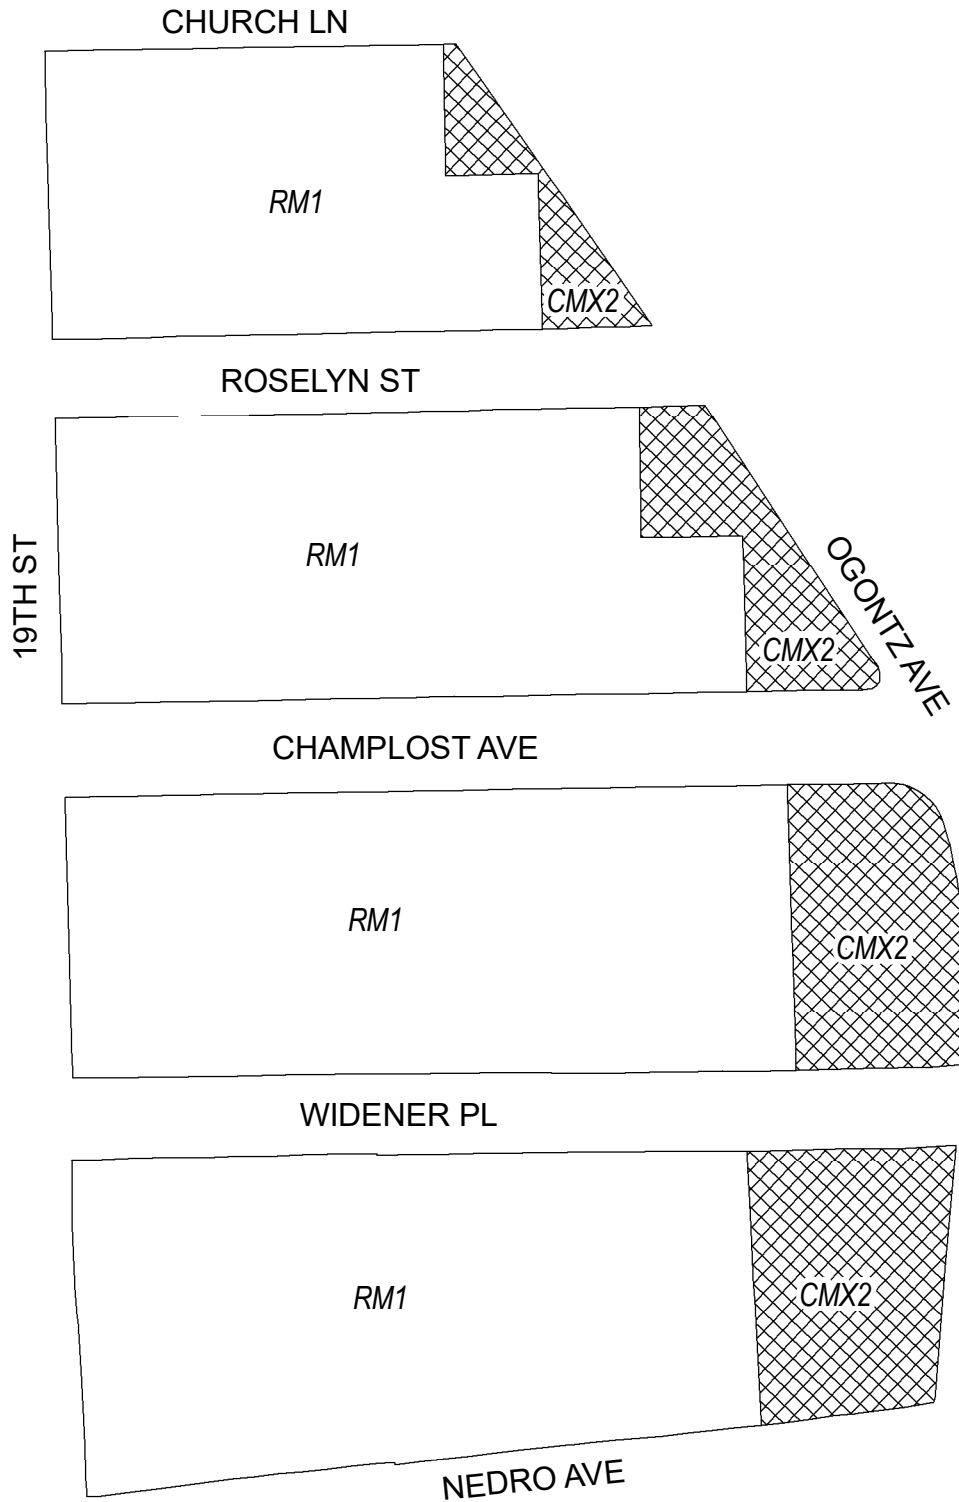 CHURCH LN
RM1
CMX2
ROSELYN ST
19TH ST
RM1
OGONTZ AVE
CMX2
CHAMPLOST AVE
RM1
CMX2
WIDENER PL
RM1
CMX2
NEDRO AVE